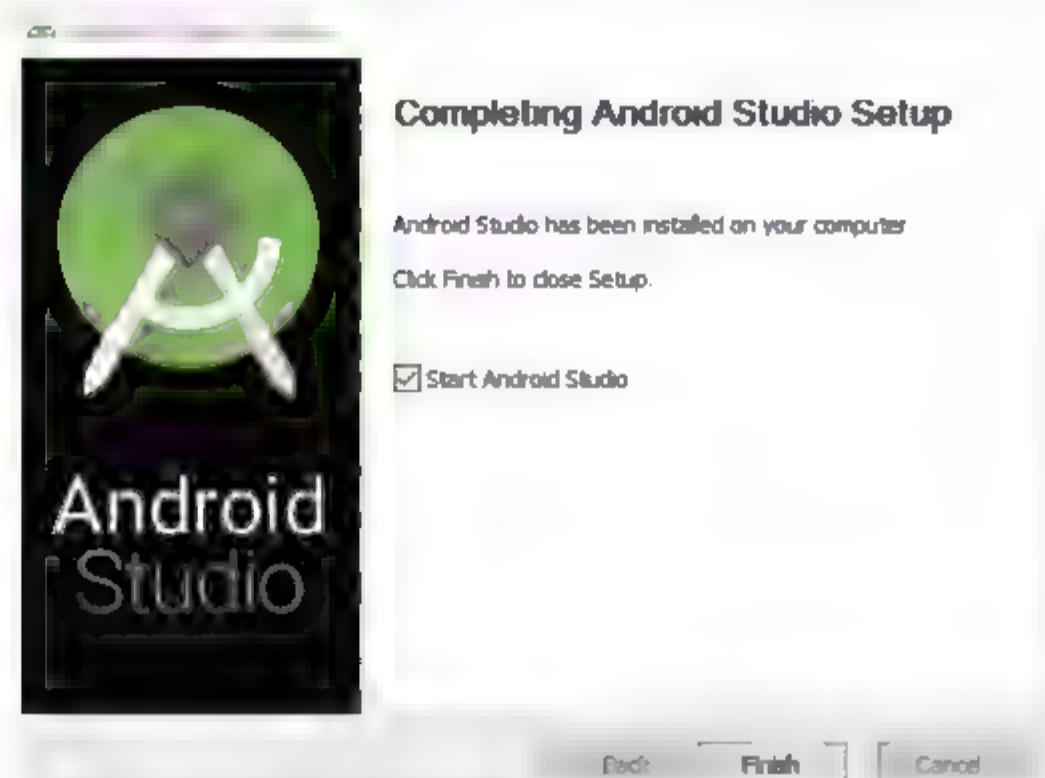 Completing Android Studio Setup
Android Studio has been installed on your computer
Click Finish to close Setup.
Start Android Studio
Android
Studio
Back Finish Cancel